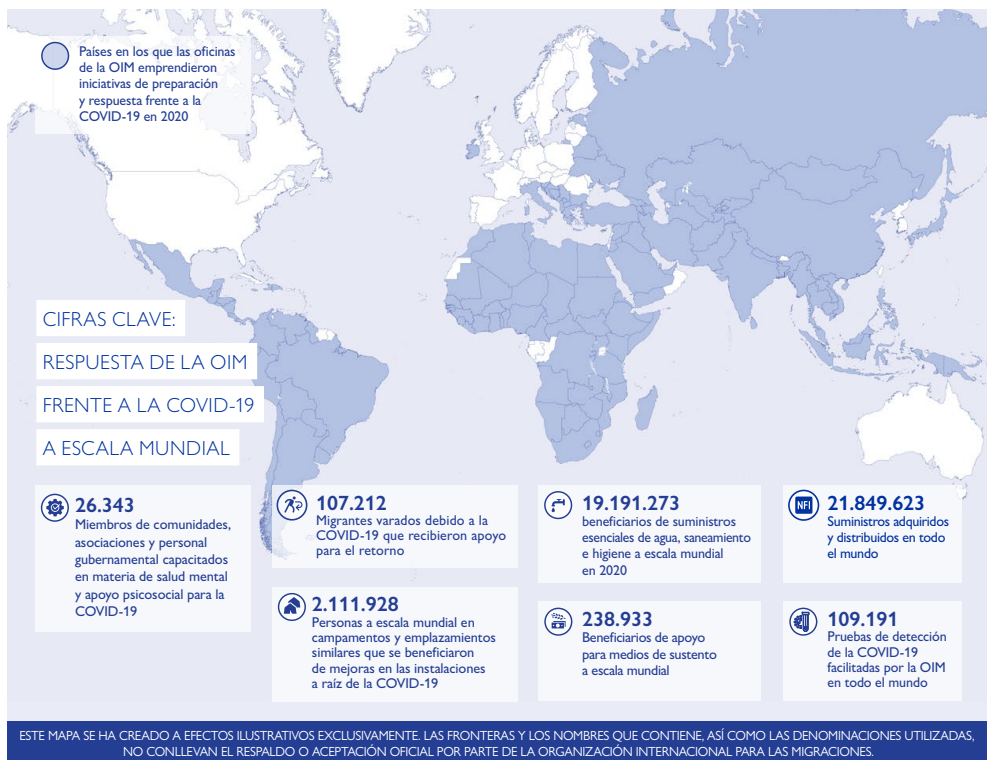 Países en los que las oficinas
de la OIM emprendieron
iniciativas de preparación
y respuesta frente a la
COVID-19 en 2020
CIFRAS CLAVE:
RESPUESTA DE LA OIM
FRENTE A LA COVID-19
A ESCALA MUNDIAL
26.343
Miembros de comunidades,
asociaciones y personal
gubernamental capacitados
en materia de salud mental
y apoyo psicosocial para la
COVID-19
107.212
Migrantes varados debido a la
COVID-19 que recibieron apoyo
para el retorno
2.111.928
Personas a escala mundial en
campamentos y emplazamientos
similares que se beneficiaron
de mejoras en las instalaciones
a raíz de la COVID-19
19.191.273
beneficiarios de suministros
esenciales de agua, saneamiento
e higiene a escala mundial
en 2020
238.933
Beneficiarios de apoyo
para medios de sustento
a escala mundial
NFI
21.849.623
Suministros adquiridos
y distribuidos en todo
el mundo
109.191
Pruebas de detección
de la COVID-19
facilitadas por la OIM
en todo el mundo
ESTE MAPA SE HA CREADO A EFECTOS ILUSTRATIVOS EXCLUSIVAMENTE. LAS FRONTERAS Y LOS NOMBRES QUE CONTIENE, ASÍ COMO LAS DENOMINACIONES UTILIZADAS,
NO CONLLEVAN EL RESPALDO O ACEPTACIÓN OFICIAL POR PARTE DE LA ORGANIZACIÓN INTERNACIONAL PARA LAS MIGRACIONES.